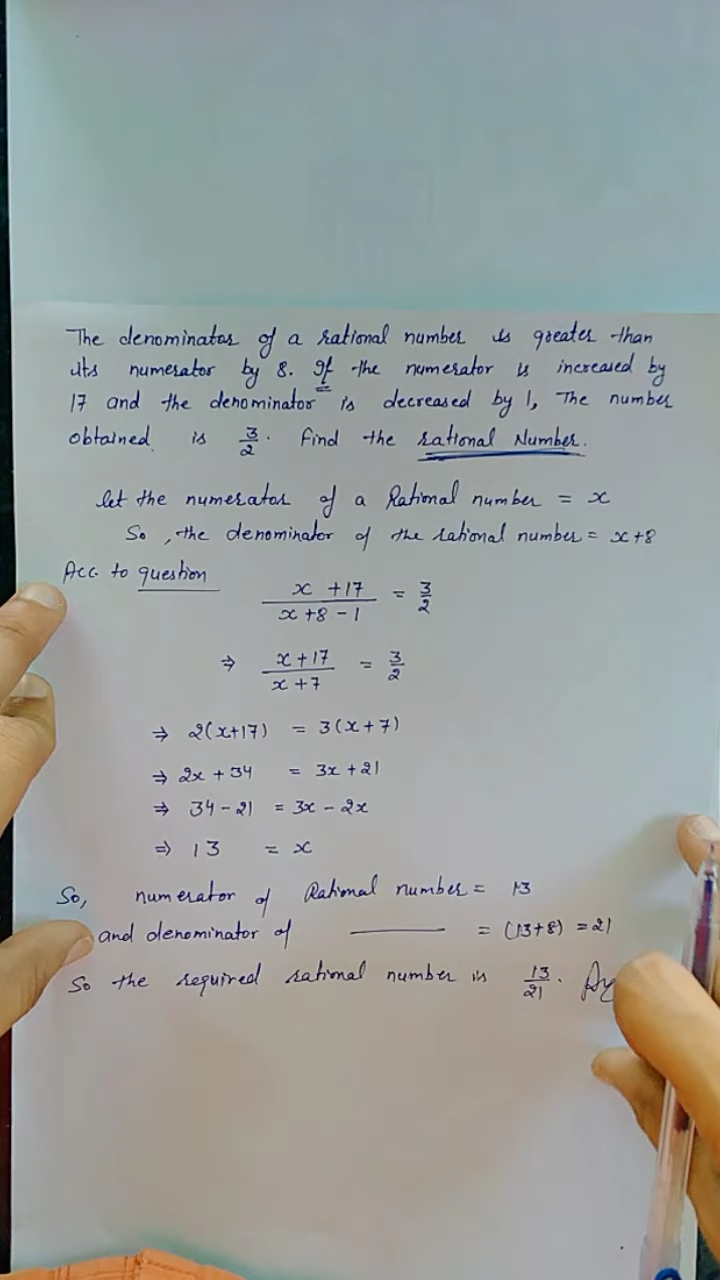 The denominator of a rational number is greater than
its numerator by 8. If the numerator is increased by
17 and the denominator is decreased by 1, The number
obtained is 3/2. Find the rational Number.
let the numerator of a Rational number = x
So, the denominator of the rational number = x+8
Acc. to question
x + 17 / x + 8 - 1 = 3/2
⇒ x + 17 / x + 7 = 3/2
⇒ 2(x+17) = 3(x+7)
⇒ 2x + 34 = 3x + 21
⇒ 34 - 21 = 3x - 2x
⇒ 13 = x
So, numerator of Rational number = 13
and denominator of ——— = (13+8) = 21
So the required rational number is 13/21.